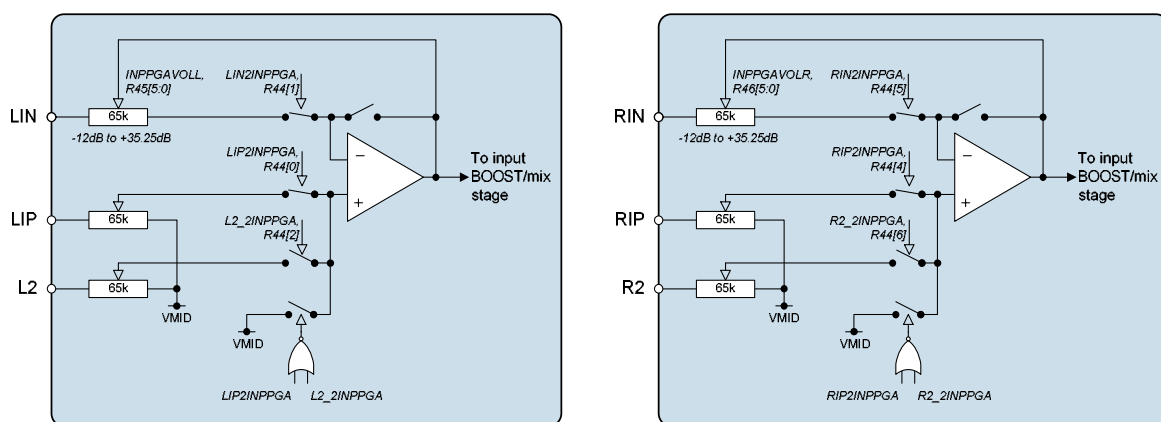 INPPGAVOLL,
R45[5:0]
LIN2INPPGA,
R44[1]
LIN
65k
-12dB to +35.25dB
LIP2INPPGA,
R44[0]
−
+
To input
BOOST/mix
stage
LIP
65k
L2_2INPPGA,
R44[2]
L2
65k
VMID
VMID
LIP2INPPGA L2_2INPPGA
INPPGAVOLR,
R46[5:0]
RIN2INPPGA,
R44[5]
RIN
65k
-12dB to +35.25dB
RIP2INPPGA,
R44[4]
−
+
To input
BOOST/mix
stage
RIP
65k
R2_2INPPGA,
R44[6]
R2
65k
VMID
VMID
RIP2INPPGA R2_2INPPGA